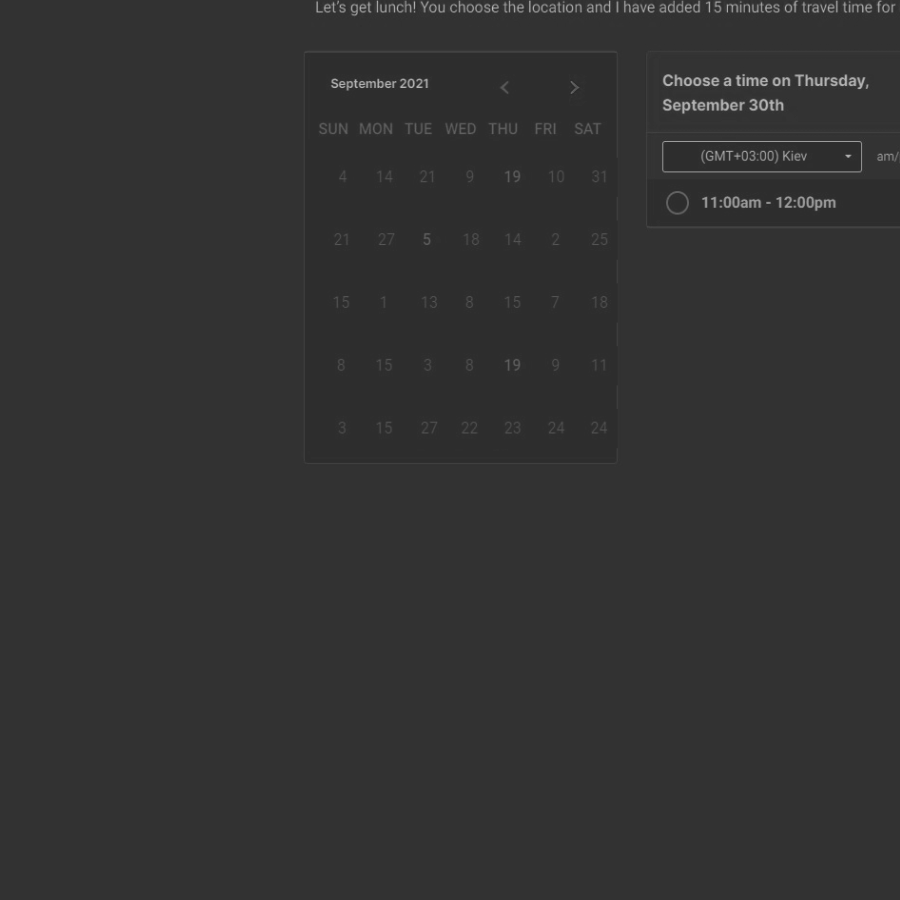 Let's get lunch! You choose the location and I have added 15 minutes of travel time for
September 2021
SUN MON TUE WED THU FRI SAT
4 14 21 9 19 10 31
21 27 5 18 14 2 25
15 1 13 8 15 7 18
8 15 3 8 19 9 11
3 15 27 22 23 24 24
Choose a time on Thursday,
September 30th
(GMT+03:00) Kiev am/
11:00am - 12:00pm